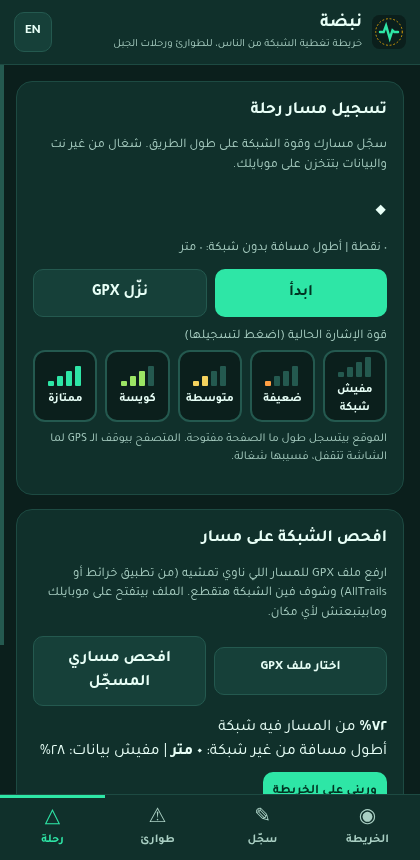 نبضة
خريطة تغطية الشبكة من الناس، للطوارئ ورحلات الجبل
EN
تسجيل مسار رحلة
سجّل مسارك وقوة الشبكة على طول الطريق. شغال من غير نت
والبيانات بتتخزن على موبايلك.
٠ نقطة | أطول مسافة بدون شبكة: ٠ متر
ابدأ
نزّل GPX
قوة الإشارة الحالية (اضغط لتسجيلها)
مفيش
شبكة
ضعيفة
متوسطة
كويسة
ممتازة
الموقع بيتسجل طول ما الصفحة مفتوحة. المتصفح بيوقف الـ GPS لما
الشاشة تتقفل، فسيبها شغالة.
افحص الشبكة على مسار
ارفع ملف GPX للمسار اللي ناوي تمشيه (من تطبيق خرائط أو
AllTrails) وشوف فين الشبكة هتقطع. الملف بيتفتح على موبايلك
ومابيتبعتش لأي مكان.
اختار ملف GPX
افحص مساري
المسجّل
٧٢% من المسار فيه شبكة
أطول مسافة من غير شبكة: ٠ متر | مفيش بيانات: ٢٨%
وريني على الخريطة
الخريطة
سجّل
طوارئ
رحلة